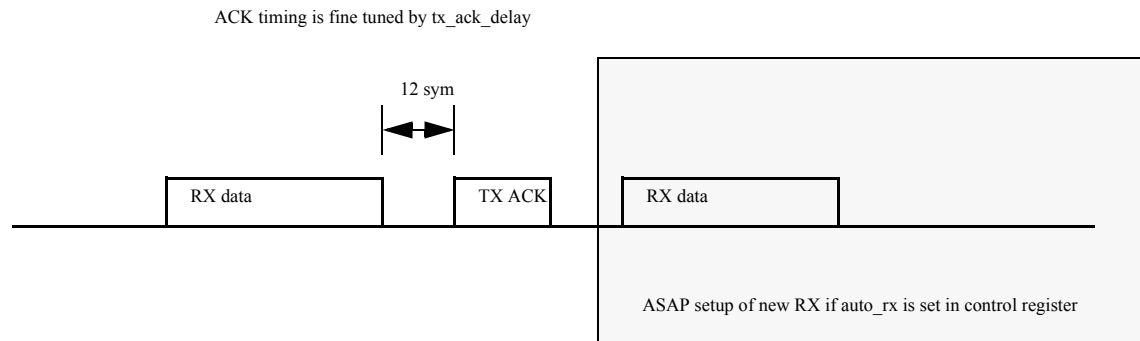 ACK timing is fine tuned by tx_ack_delay
12 sym
RX data
TX ACK
RX data
ASAP setup of new RX if auto_rx is set in control register